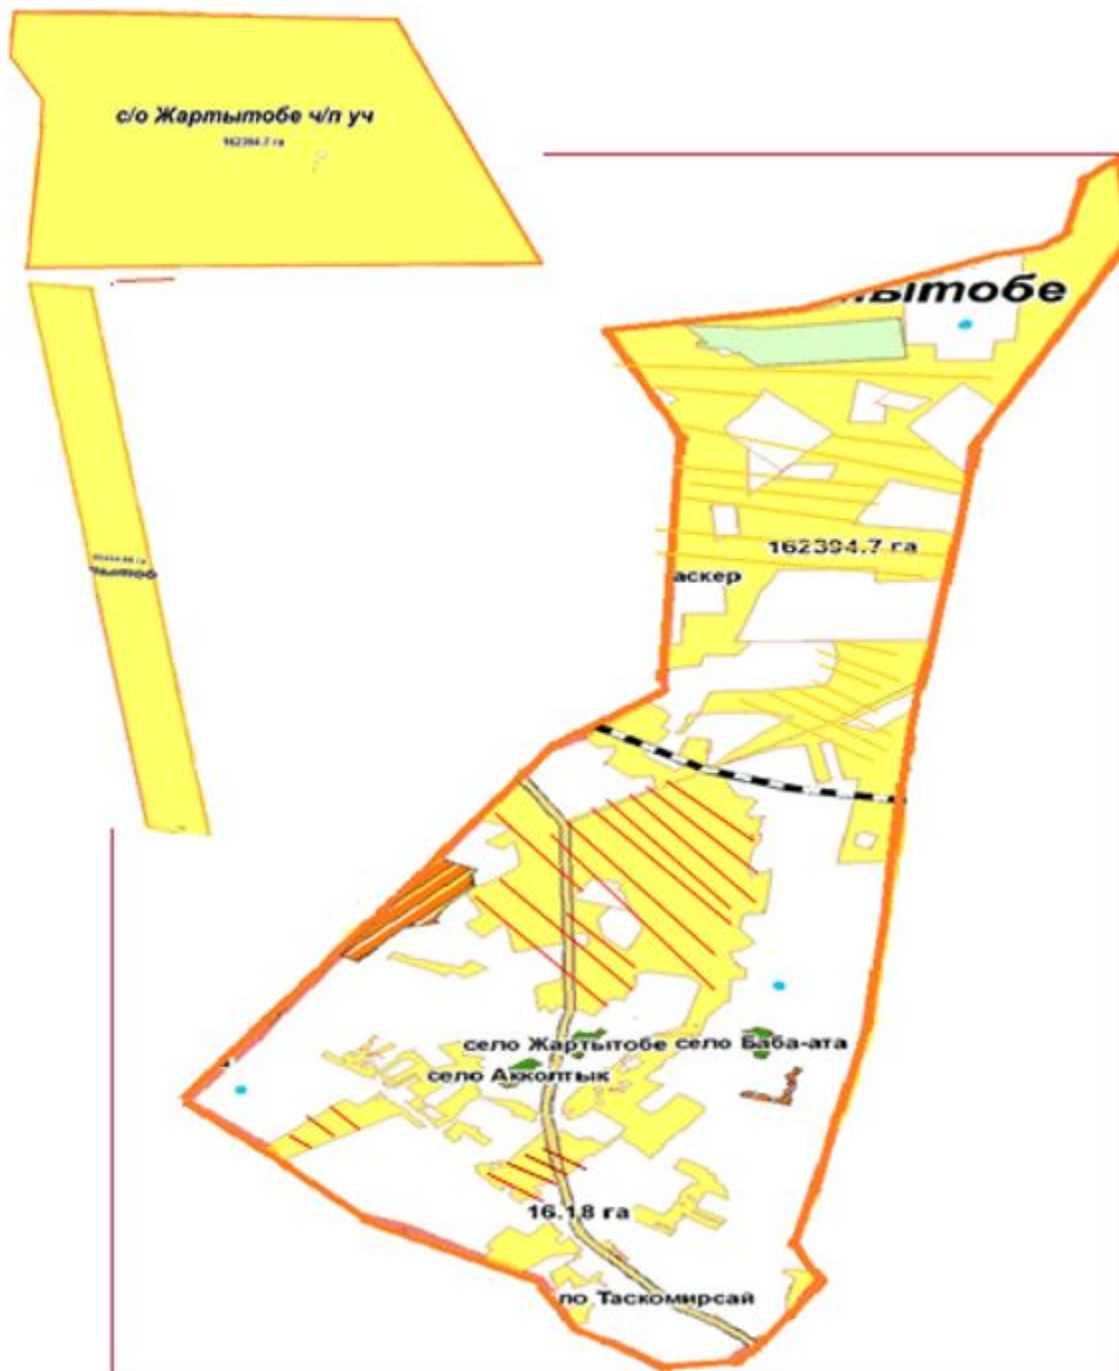 с/о Жартытобе ч/п уч
162394.7 га
ытобе
162394.7 га
аскер
село Жартытобе село Баба-ата
село Акколтык
16.18 га
ло Таскомирсай